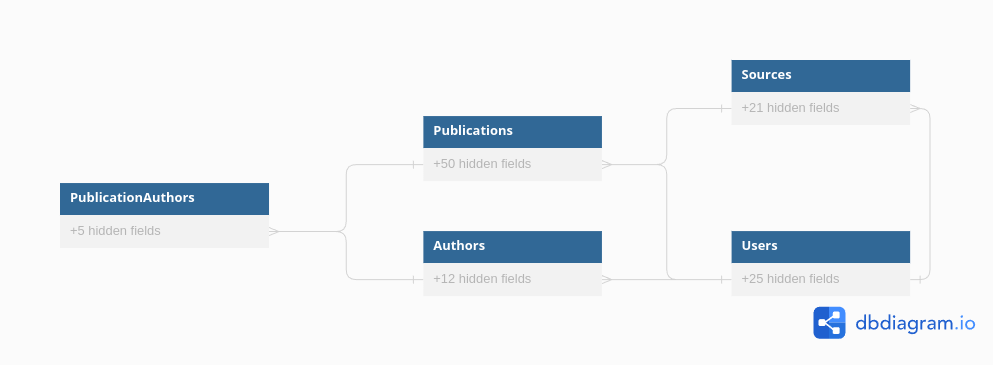 Sources
+21 hidden fields
Publications
+50 hidden fields
PublicationAuthors
+5 hidden fields
Authors
+12 hidden fields
Users
+25 hidden fields
dbdiagram.io